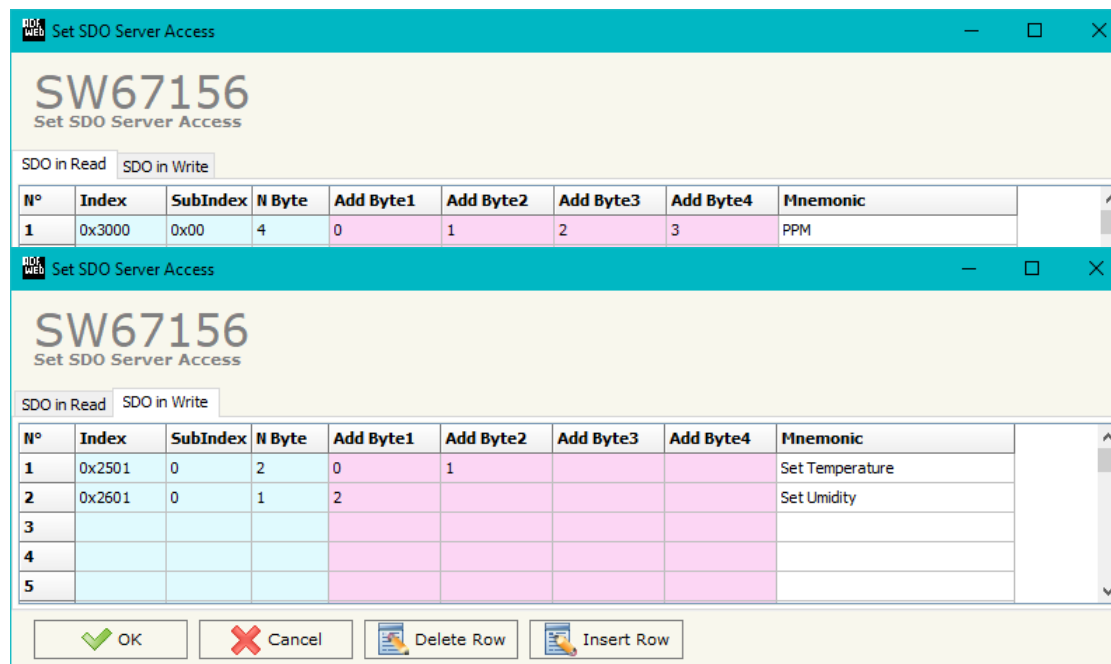 ADF WEB Set SDO Server Access
SW67156
Set SDO Server Access
SDO in Read SDO in Write
N° Index SubIndex N Byte Add Byte1 Add Byte2 Add Byte3 Add Byte4 Mnemonic
1 0x3000 0x00 4 0 1 2 3 PPM
ADF WEB Set SDO Server Access
SW67156
Set SDO Server Access
SDO in Read SDO in Write
N° Index SubIndex N Byte Add Byte1 Add Byte2 Add Byte3 Add Byte4 Mnemonic
1 0x2501 0 2 0 1 Set Temperature
2 0x2601 0 1 2 Set Umidity
3
4
5
OK Cancel Delete Row Insert Row